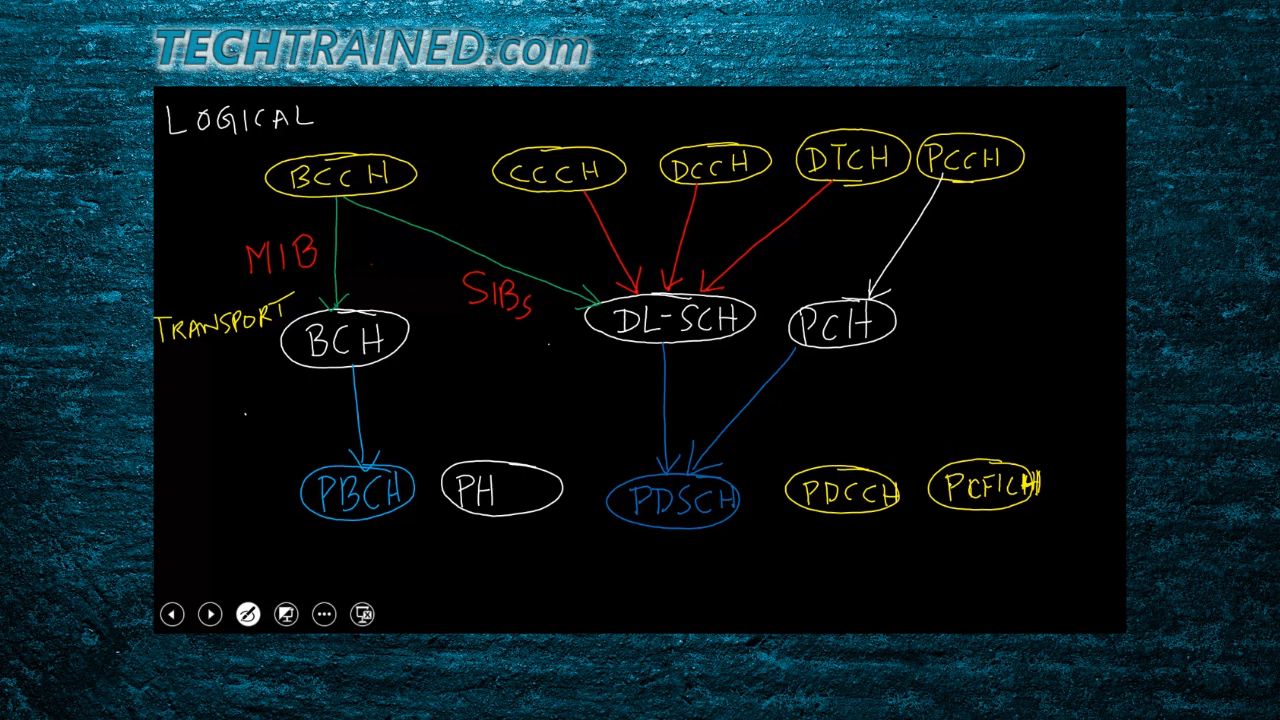 TECHTRAINED.com
LOGICAL
BCCH CCCH DCCH DTCH PCCH
MIB
SIBs
TRANSPORT
BCH DL-SCH PCH
PBCH PH PDSCH PDCCH PCFICH